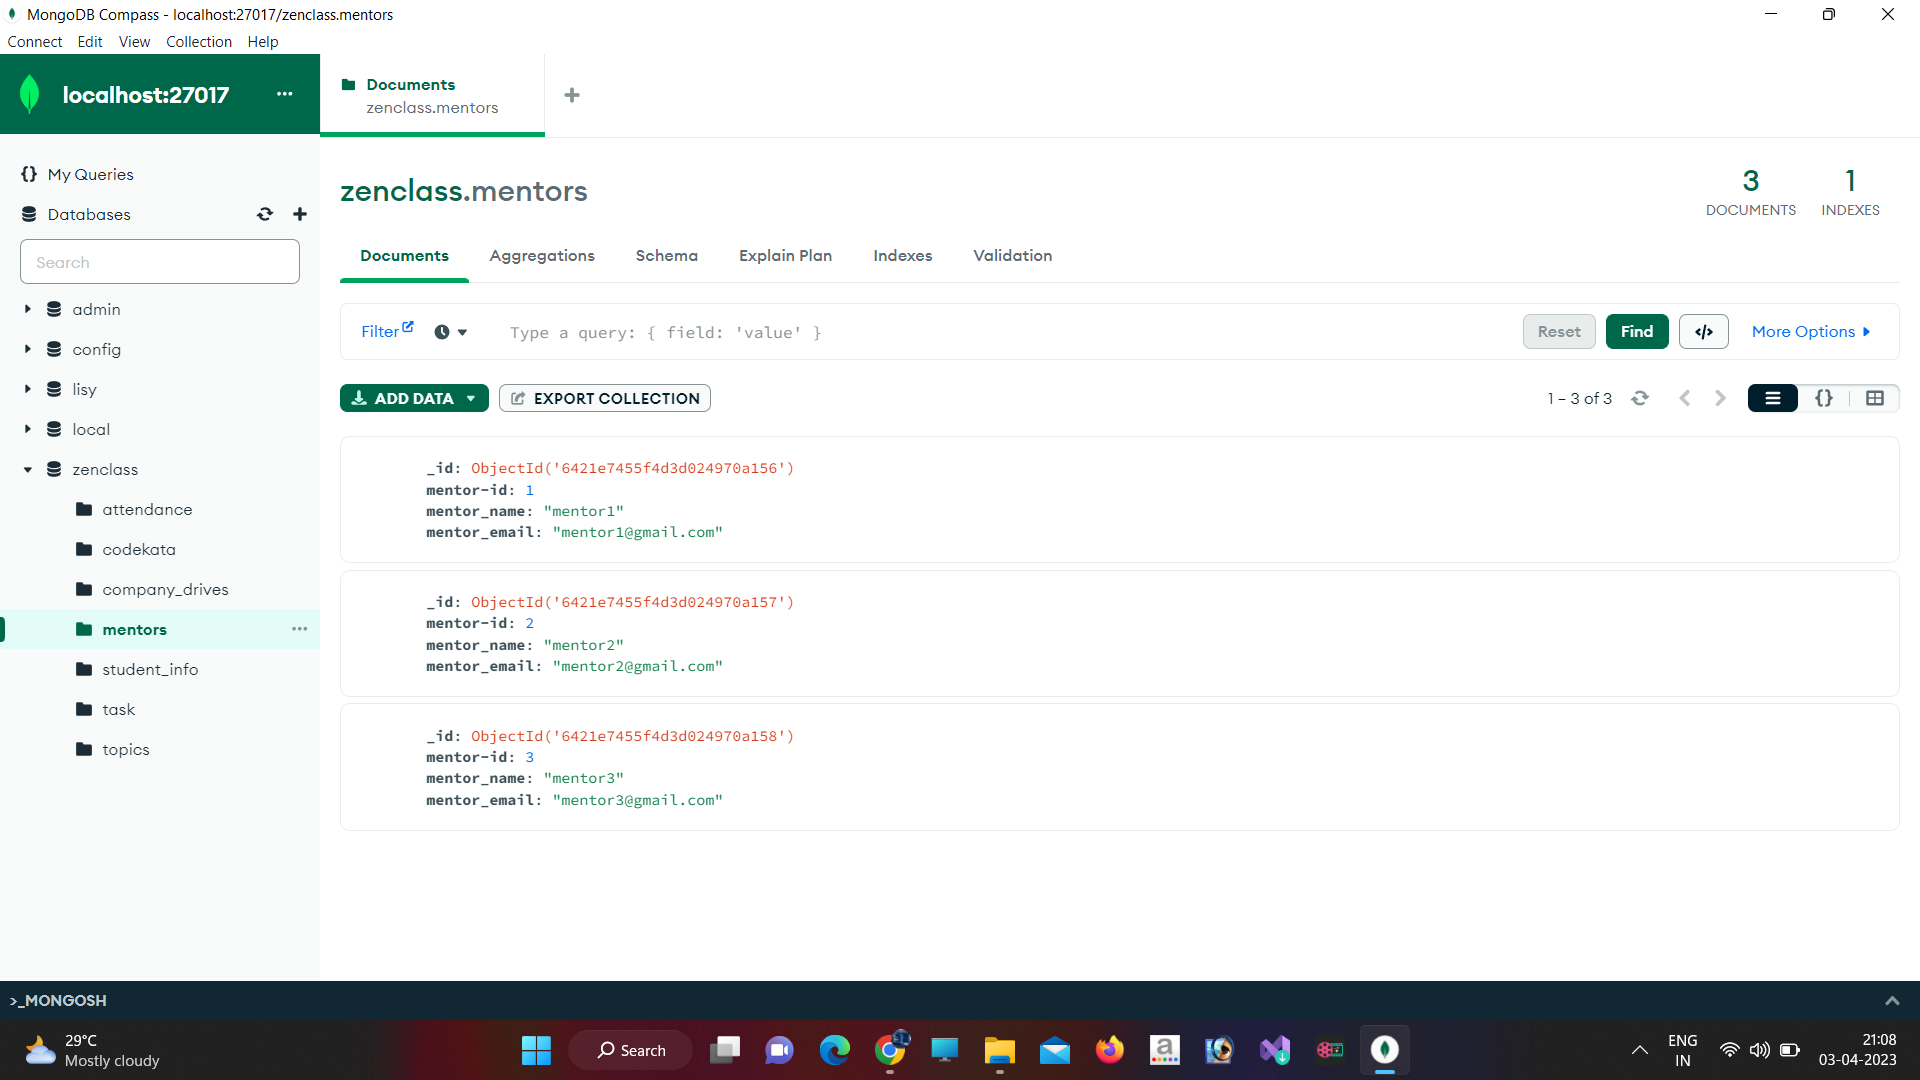 MongoDB Compass - localhost:27017/zenclass.mentors
Connect Edit View Collection Help
localhost:27017
Documents
zenclass.mentors
My Queries
Databases
Search
admin
config
lisy
local
zenclass
attendance
codekata
company_drives
mentors
student_info
task
topics
zenclass.mentors
3
DOCUMENTS
1
INDEXES
Documents Aggregations Schema Explain Plan Indexes Validation
Filter Type a query: { field: 'value' } Reset Find </> More Options
ADD DATA EXPORT COLLECTION 1 – 3 of 3 {}
_id: ObjectId('6421e7455f4d3d024970a156')
mentor-id: 1
mentor_name: "mentor1"
mentor_email: "mentor1@gmail.com"
_id: ObjectId('6421e7455f4d3d024970a157')
mentor-id: 2
mentor_name: "mentor2"
mentor_email: "mentor2@gmail.com"
_id: ObjectId('6421e7455f4d3d024970a158')
mentor-id: 3
mentor_name: "mentor3"
mentor_email: "mentor3@gmail.com"
>_MONGOSH
29°C
Mostly cloudy
Search
ENG
IN
21:08
03-04-2023